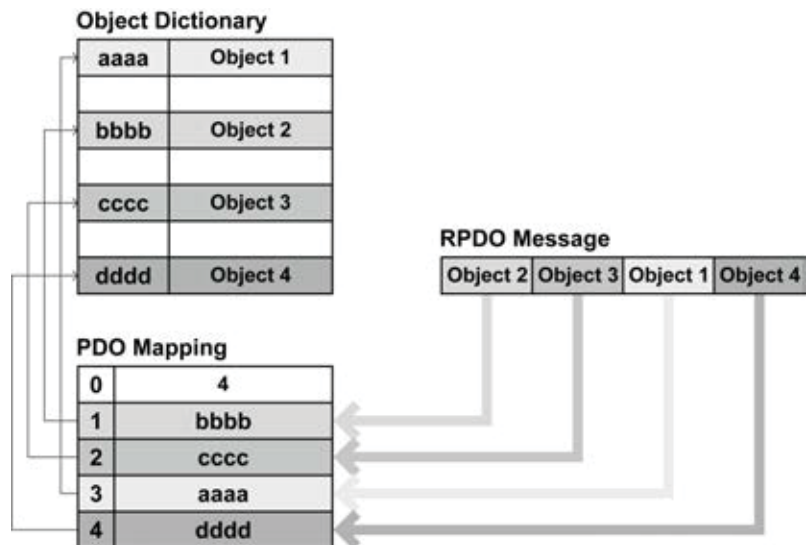 Object Dictionary
aaaa Object 1
bbbb Object 2
cccc Object 3
dddd Object 4
RPDO Message
Object 2 Object 3 Object 1 Object 4
PDO Mapping
0 4
1 bbbb
2 cccc
3 aaaa
4 dddd